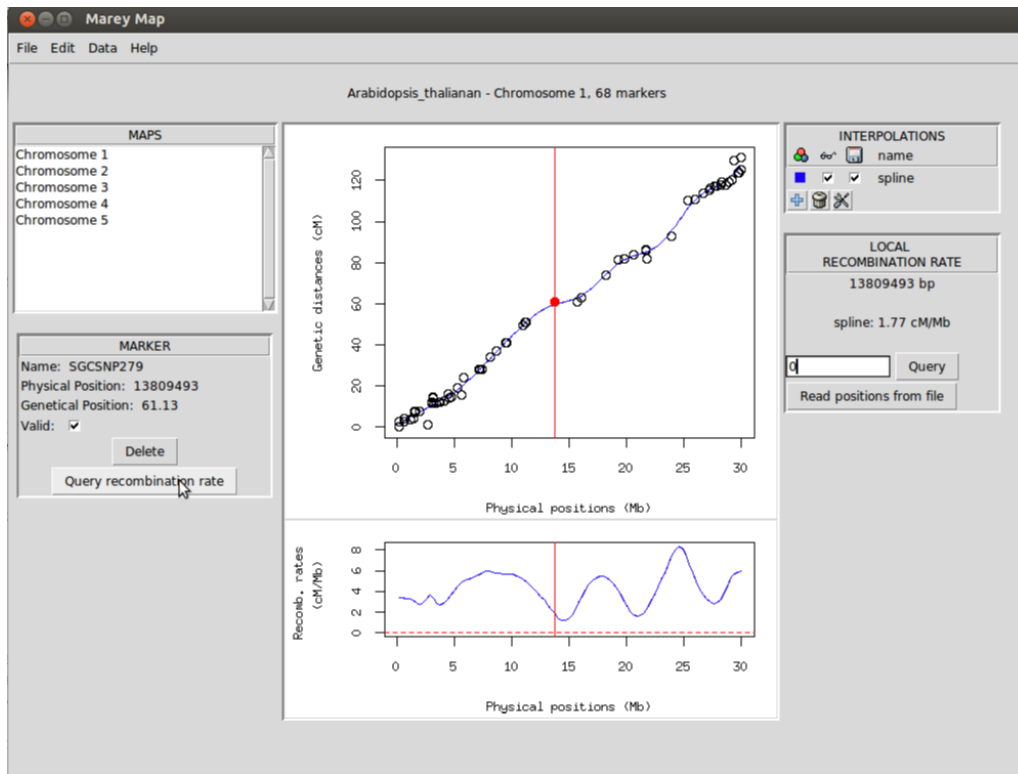 Marey Map
File Edit Data Help
Arabidopsis_thalianan - Chromosome 1, 68 markers
MAPS
Chromosome 1
Chromosome 2
Chromosome 3
Chromosome 4
Chromosome 5
MARKER
Name: SGCSNP279
Physical Position: 13809493
Genetical Position: 61.13
Valid:
Delete
Query recombination rate
Genetic distances (cM)
120
100
80
60
40
20
0
0 5 10 15 20 25 30
Physical positions (Mb)
Recomb. rates
(cM/Mb)
8
6
4
2
0
0 5 10 15 20 25 30
Physical positions (Mb)
INTERPOLATIONS
name
spline
LOCAL
RECOMBINATION RATE
13809493 bp
spline: 1.77 cM/Mb
0
Query
Read positions from file